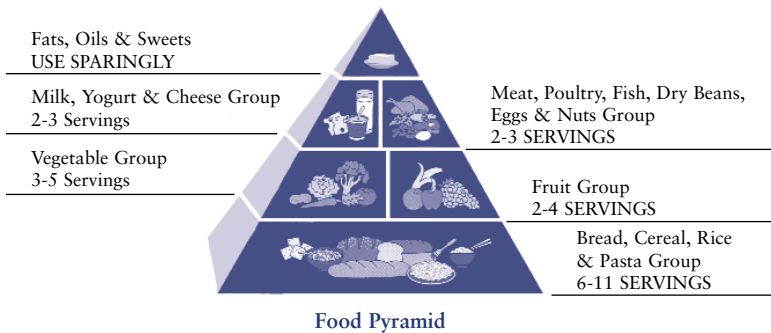 Fats, Oils & Sweets
USE SPARINGLY
Milk, Yogurt & Cheese Group
2-3 Servings
Meat, Poultry, Fish, Dry Beans,
Eggs & Nuts Group
2-3 SERVINGS
Vegetable Group
3-5 Servings
Fruit Group
2-4 SERVINGS
Bread, Cereal, Rice
& Pasta Group
6-11 SERVINGS
Food Pyramid